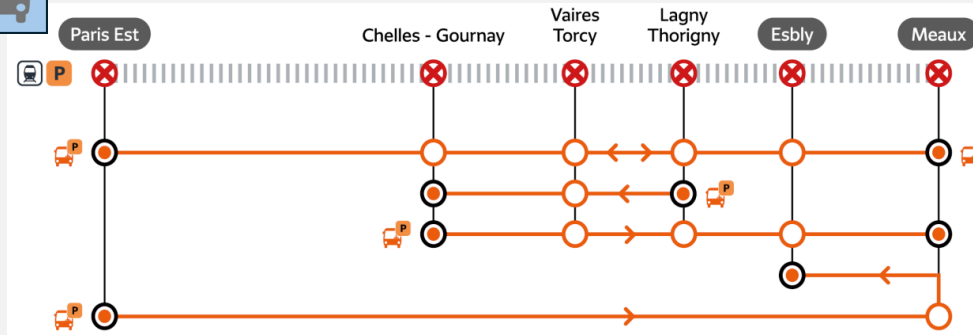 Paris Est
Chelles - Gournay
Vaires
Torcy
Lagny
Thorigny
Esbly
Meaux
P
P
P
P
P